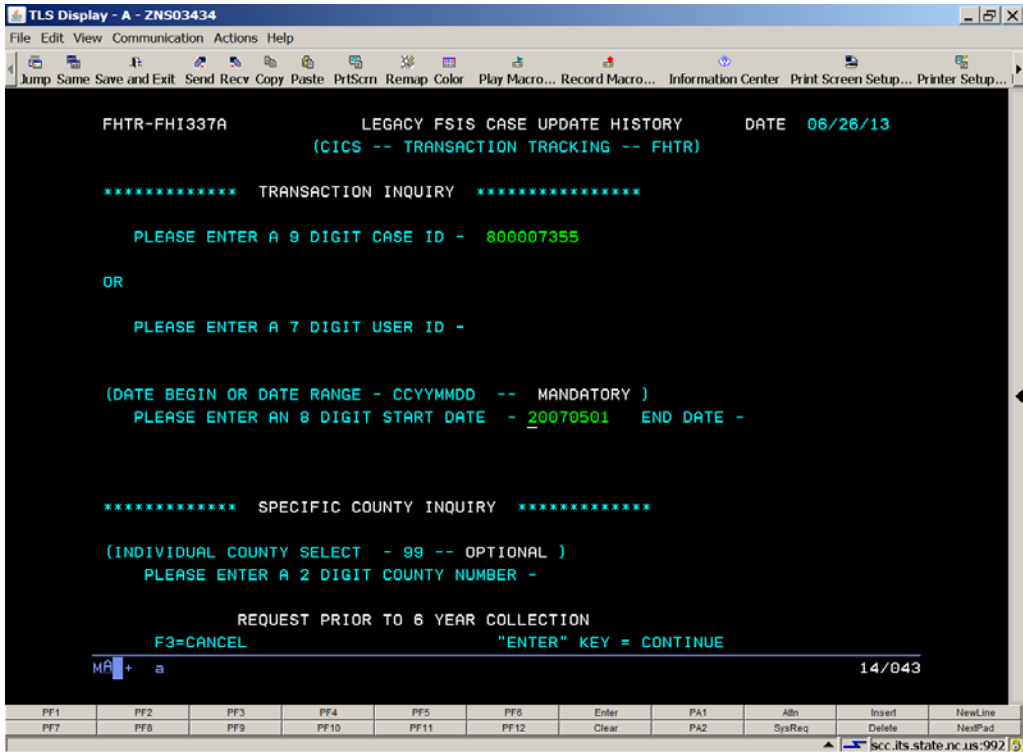 TLS Display - A - ZNS03434
File Edit View Communication Actions Help
Jump Same Save and Exit Send Recv Copy Paste PrtScrn Remap Color Play Macro... Record Macro... Information Center Print Screen Setup... Printer Setup...
FHTR-FHI337A LEGACY FSIS CASE UPDATE HISTORY DATE 06/26/13
(CICS -- TRANSACTION TRACKING -- FHTR)
************* TRANSACTION INQUIRY ****************
PLEASE ENTER A 9 DIGIT CASE ID - 800007355
OR
PLEASE ENTER A 7 DIGIT USER ID -
(DATE BEGIN OR DATE RANGE - CCYYMMDD -- MANDATORY )
PLEASE ENTER AN 8 DIGIT START DATE - 20070501 END DATE -
************* SPECIFIC COUNTY INQUIRY *************
(INDIVIDUAL COUNTY SELECT - 99 -- OPTIONAL )
PLEASE ENTER A 2 DIGIT COUNTY NUMBER -
REQUEST PRIOR TO 6 YEAR COLLECTION
F3=CANCEL "ENTER" KEY = CONTINUE
MA + a 14/043
PF1 PF2 PF3 PF4 PF5 PF6 Enter PA1 Attn Insert NewLine
PF7 PF8 PF9 PF10 PF11 PF12 Clear PA2 SysReq Delete NextPad
scc.its.state.nc.us:992